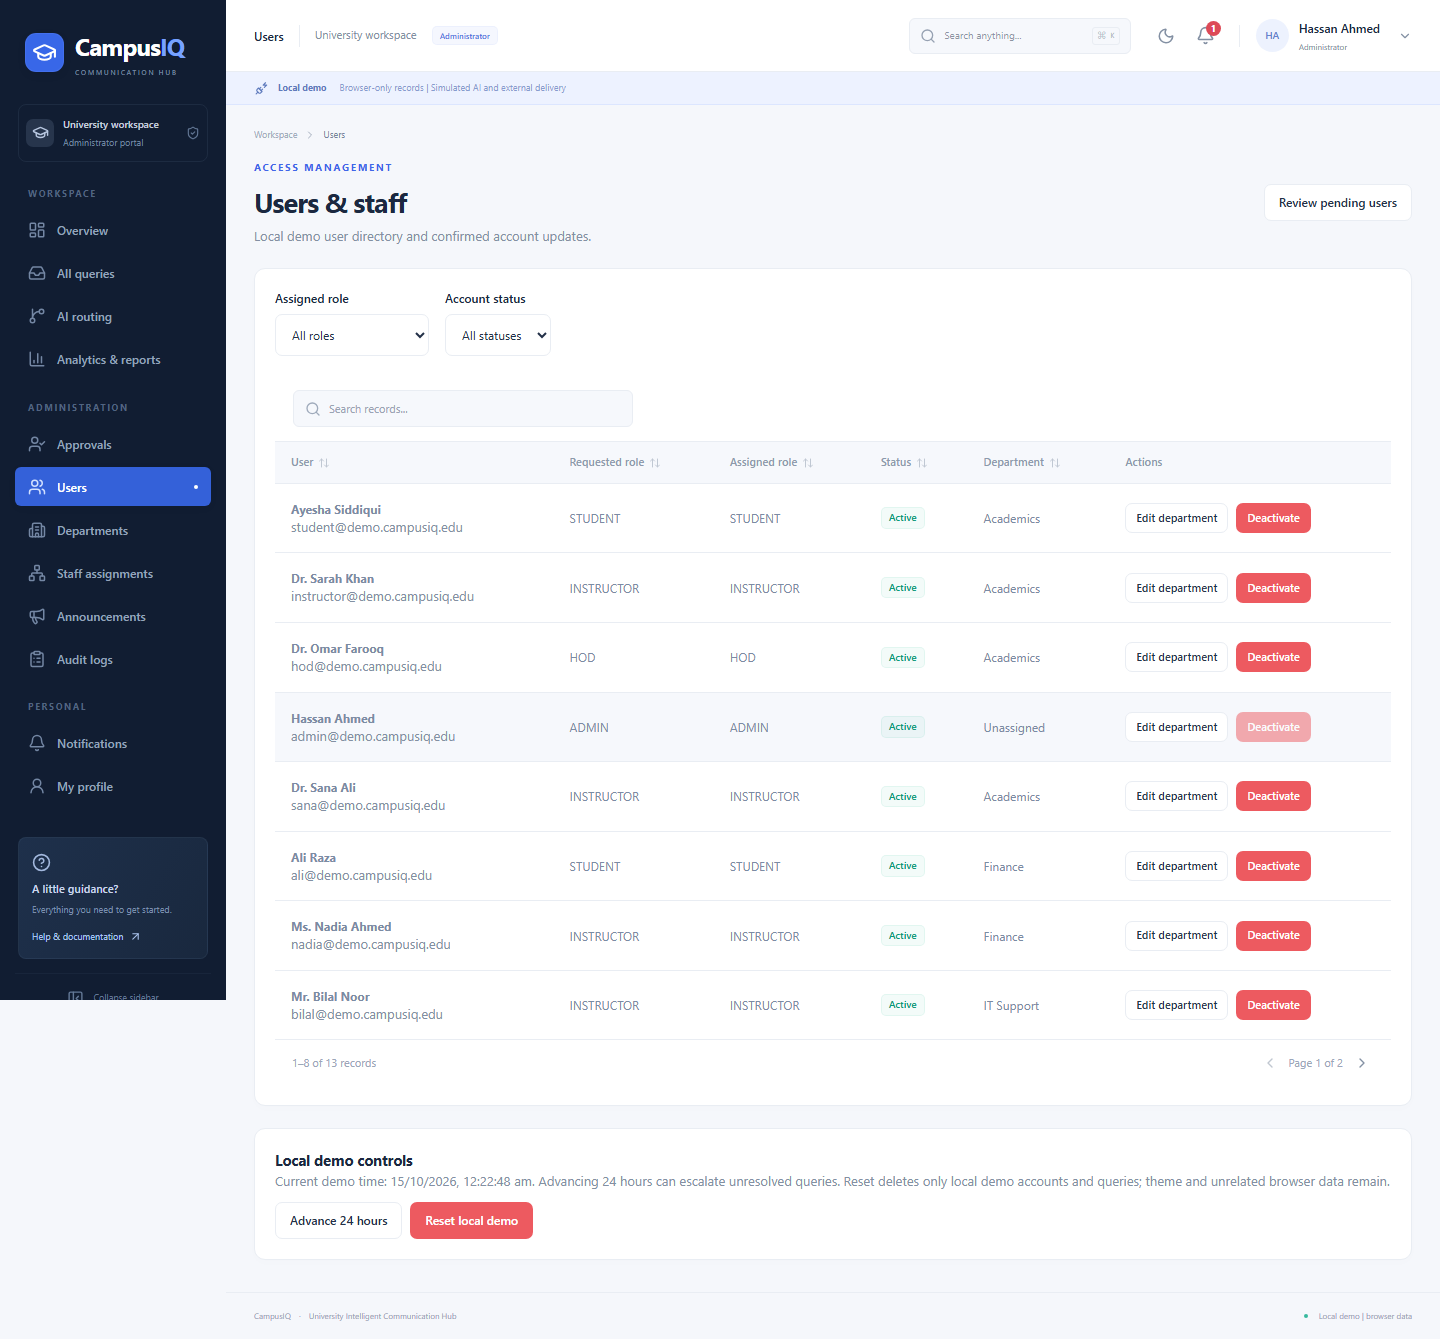 CampusIQ
COMMUNICATION HUB
University workspace
Administrator portal
WORKSPACE
Overview
All queries
AI routing
Analytics & reports
ADMINISTRATION
Approvals
Users
Departments
Staff assignments
Announcements
Audit logs
PERSONAL
Notifications
My profile
A little guidance?
Everything you need to get started.
Help & documentation
Collapse sidebar
Users University workspace Administrator Search anything... ⌘ K 1 HA Hassan Ahmed
Administrator
Local demo Browser-only records | Simulated AI and external delivery
Workspace > Users
ACCESS MANAGEMENT
Users & staff
Review pending users
Local demo user directory and confirmed account updates.
Assigned role Account status
All roles All statuses
Search records...
User Requested role Assigned role Status Department Actions
Ayesha Siddiqui
student@demo.campusiq.edu STUDENT STUDENT Active Academics Edit department Deactivate
Dr. Sarah Khan
instructor@demo.campusiq.edu INSTRUCTOR INSTRUCTOR Active Academics Edit department Deactivate
Dr. Omar Farooq
hod@demo.campusiq.edu HOD HOD Active Academics Edit department Deactivate
Hassan Ahmed
admin@demo.campusiq.edu ADMIN ADMIN Active Unassigned Edit department Deactivate
Dr. Sana Ali
sana@demo.campusiq.edu INSTRUCTOR INSTRUCTOR Active Academics Edit department Deactivate
Ali Raza
ali@demo.campusiq.edu STUDENT STUDENT Active Finance Edit department Deactivate
Ms. Nadia Ahmed
nadia@demo.campusiq.edu INSTRUCTOR INSTRUCTOR Active Finance Edit department Deactivate
Mr. Bilal Noor
bilal@demo.campusiq.edu INSTRUCTOR INSTRUCTOR Active IT Support Edit department Deactivate
1–8 of 13 records Page 1 of 2
Local demo controls
Current demo time: 15/10/2026, 12:22:48 am. Advancing 24 hours can escalate unresolved queries. Reset deletes only local demo accounts and queries; theme and unrelated browser data remain.
Advance 24 hours Reset local demo
CampusIQ · University Intelligent Communication Hub Local demo | browser data